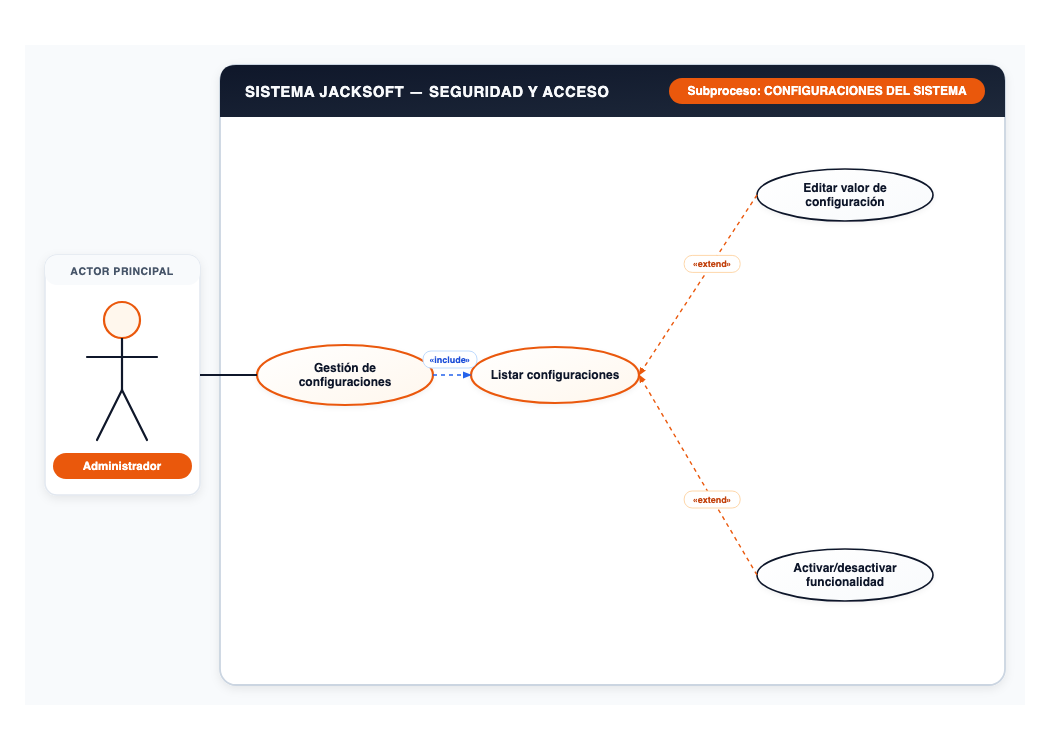 SISTEMA JACKSOFT — SEGURIDAD Y ACCESO
Subproceso: CONFIGURACIONES DEL SISTEMA
Editar valor de
configuración
«extend»
ACTOR PRINCIPAL
Gestión de
configuraciones
«include»
Listar configuraciones
Administrador
«extend»
Activar/desactivar
funcionalidad